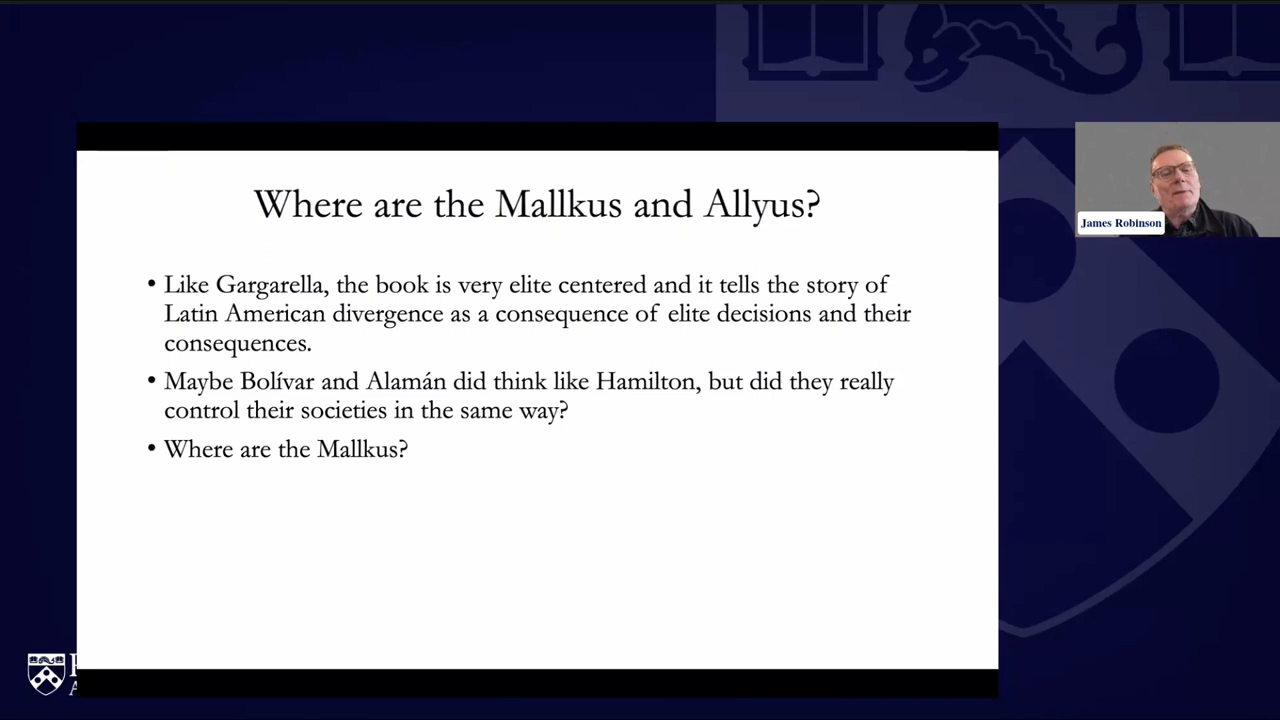 Where are the Mallkus and Allyus?
• Like Gargarella, the book is very elite centered and it tells the story of
Latin American divergence as a consequence of elite decisions and their
consequences.
• Maybe Bolívar and Alamán did think like Hamilton, but did they really
control their societies in the same way?
• Where are the Mallkus?
James Robinson